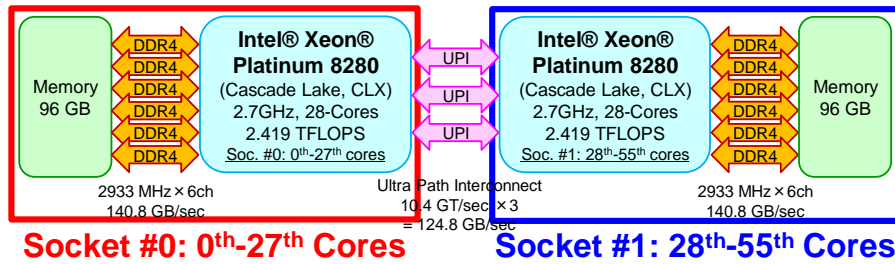 Memory
96 GB
DDR4
DDR4
DDR4
DDR4
DDR4
DDR4
Intel® Xeon®
Platinum 8280
(Cascade Lake, CLX)
2.7GHz, 28-Cores
2.419 TFLOPS
Soc. #0: 0th-27th cores
UPI
UPI
UPI
Intel® Xeon®
Platinum 8280
(Cascade Lake, CLX)
2.7GHz, 28-Cores
2.419 TFLOPS
Soc. #1: 28th-55th cores
DDR4
DDR4
DDR4
DDR4
DDR4
DDR4
Memory
96 GB
2933 MHz×6ch
140.8 GB/sec
Ultra Path Interconnect
10.4 GT/sec ×3
= 124.8 GB/sec
2933 MHz×6ch
140.8 GB/sec
Socket #0: 0th-27th Cores
Socket #1: 28th-55th Cores